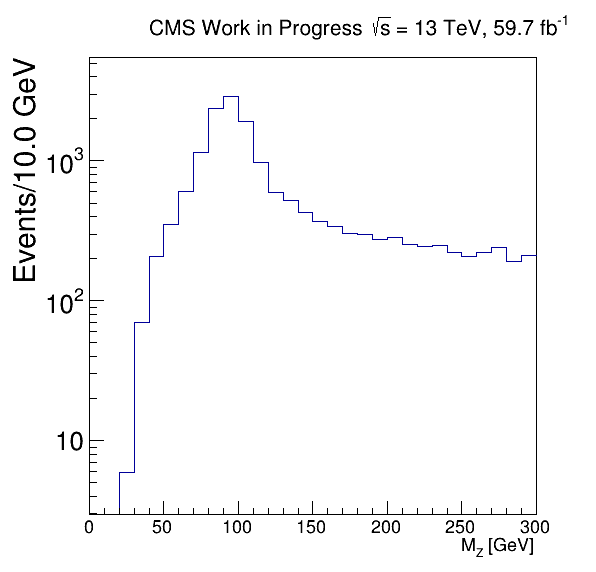 CMS Work in Progress √s = 13 TeV, 59.7 fb⁻¹
Events/10.0 GeV
10³
10²
10
0 50 100 150 200 250 300
M_Z [GeV]